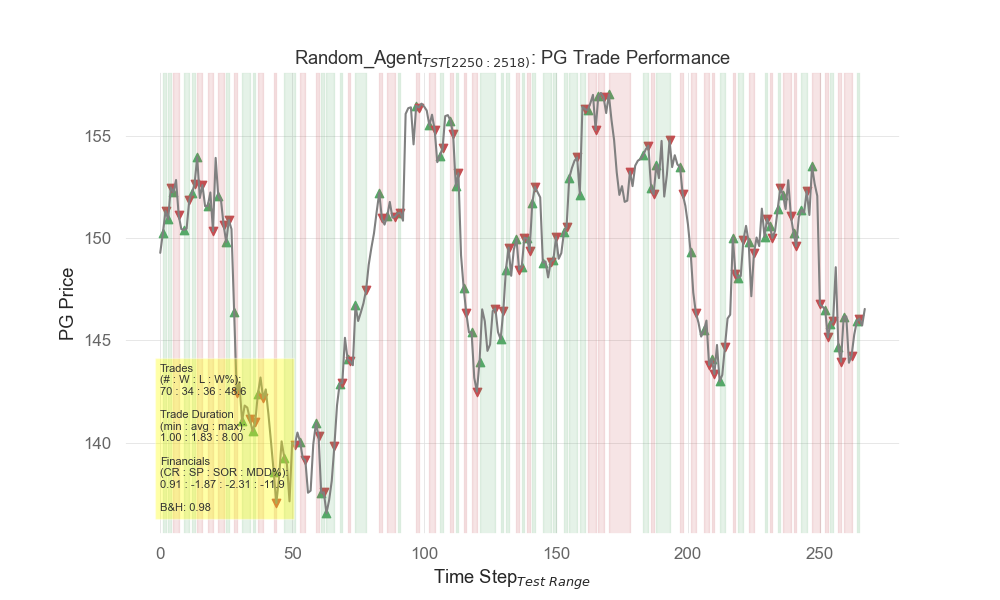 Random_Agent TST[2250 : 2518) : PG Trade Performance
PG Price
155
150
145
140
Trades
(# : W : L : W%):
70 : 34 : 36 : 48.6
Trade Duration
(min : avg : max):
1.00 : 1.83 : 8.00
Financials
(CR : SP : SOR : MDD%):
0.91 : -1.87 : -2.31 : -11.9
B&H: 0.98
0 50 100 150 200 250
Time Step Test Range